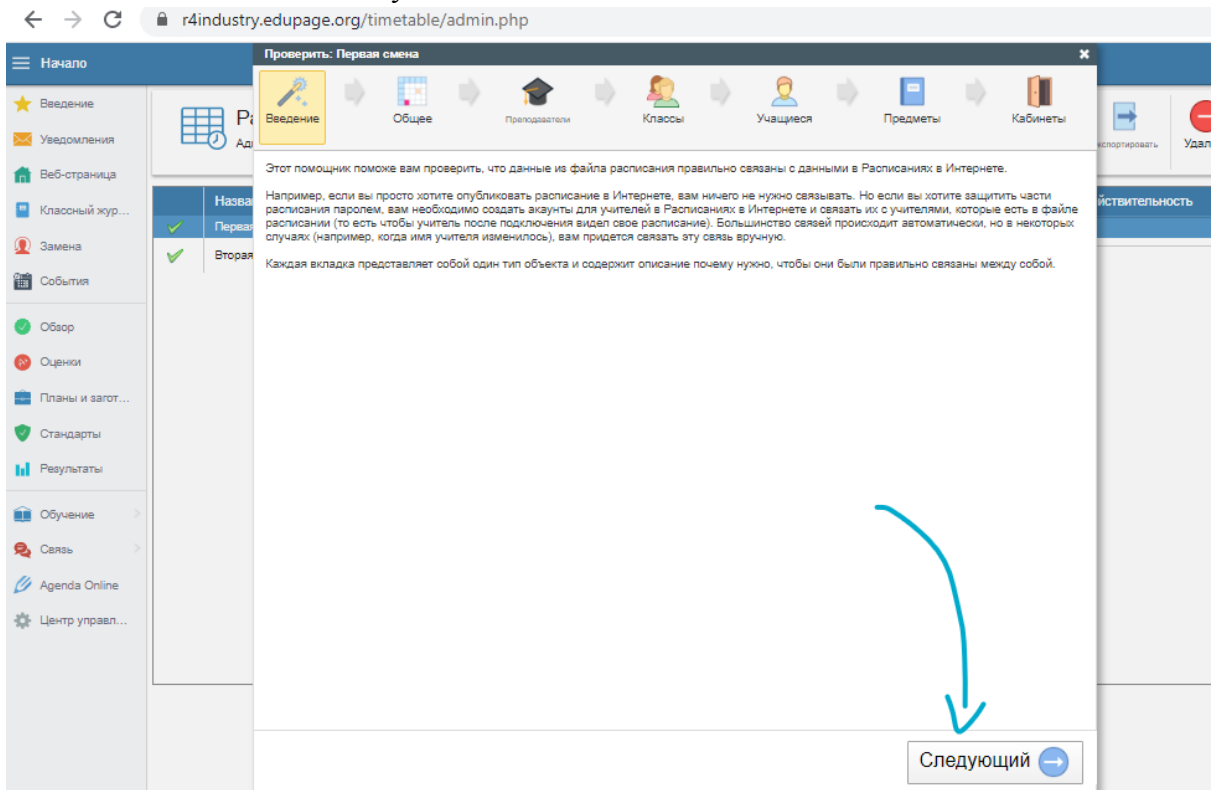 r4industry.edupage.org/timetable/admin.php
Начало
Проверить: Первая смена
Введение
Общее
Преподаватели
Классы
Учащиеся
Предметы
Кабинеты
Введение
Уведомления
Веб-страница
Классный жур...
Замена
События
Обзор
Оценки
Планы и загот...
Стандарты
Результаты
Обучение
Связь
Agenda Online
Центр управл...
Ра
Ад
Назва
Первая
Вторая
Этот помощник поможе вам проверить, что данные из файла расписания правильно связаны с данными в Расписаниях в Интернете.
Например, если вы просто хотите опубликовать расписание в Интернете, вам ничего не нужно связывать. Но если вы хотите защитить части
расписания паролем, вам необходимо создать акаунты для учителей в Расписаниях в Интернете и связать их с учителями, которые есть в файле
расписании (то есть чтобы учитель после подключения видел свое расписание). Большинство связей происходит автоматически, но в некоторых
случаях (например, когда имя учителя изменилось), вам придется связать эту связь вручную.
Каждая вкладка представляет собой один тип объекта и содержит описание почему нужно, чтобы они были правильно связаны между собой.
кспортировать
Удал
йствительность
Следующий